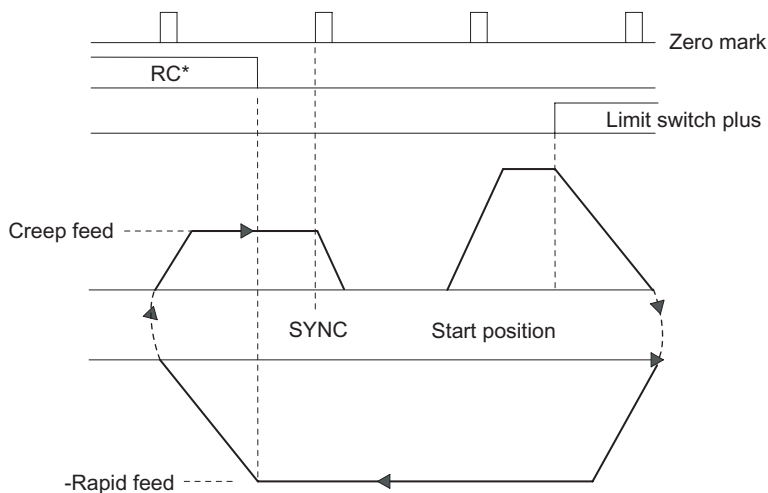 Zero mark
RC*
Limit switch plus
Creep feed
SYNC
Start position
-Rapid feed